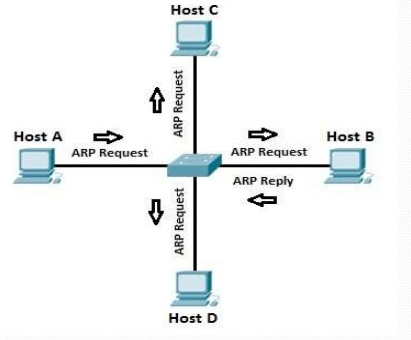 Host C
ARP Request
Host A
ARP Request
ARP Request
Host B
ARP Reply
ARP Request
Host D